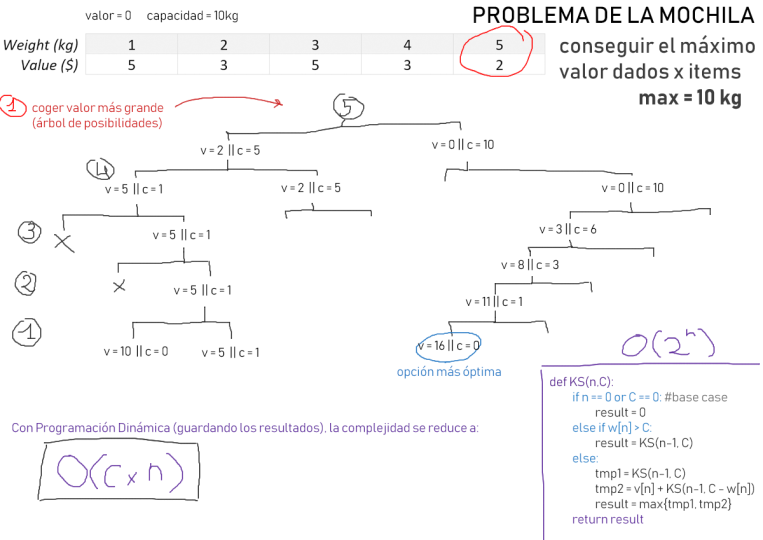 PROBLEMA DE LA MOCHILA
valor = 0 capacidad = 10kg
Weight (kg) 1 2 3 4 5
Value ($) 5 3 5 3 2
conseguir el máximo
valor dados x items
max = 10 kg
1 coger valor más grande
(árbol de posibilidades)
5
v = 2 || c = 5
v = 0 || c = 10
4
v = 5 || c = 1
v = 2 || c = 5
v = 0 || c = 10
3
X
v = 5 || c = 1
v = 3 || c = 6
2
X
v = 5 || c = 1
v = 8 || c = 3
v = 11 || c = 1
1
v = 10 || c = 0
v = 5 || c = 1
v = 16 || c = 0
opción más óptima
O(2^n)
def KS(n,C):
if n == 0 or C == 0: #base case
result = 0
else if w[n] > C:
result = KS(n-1, C)
else:
tmp1 = KS(n-1, C)
tmp2 = v[n] + KS(n-1, C - w[n])
result = max{tmp1, tmp2}
return result
Con Programación Dinámica (guardando los resultados), la complejidad se reduce a:
O(C x n)